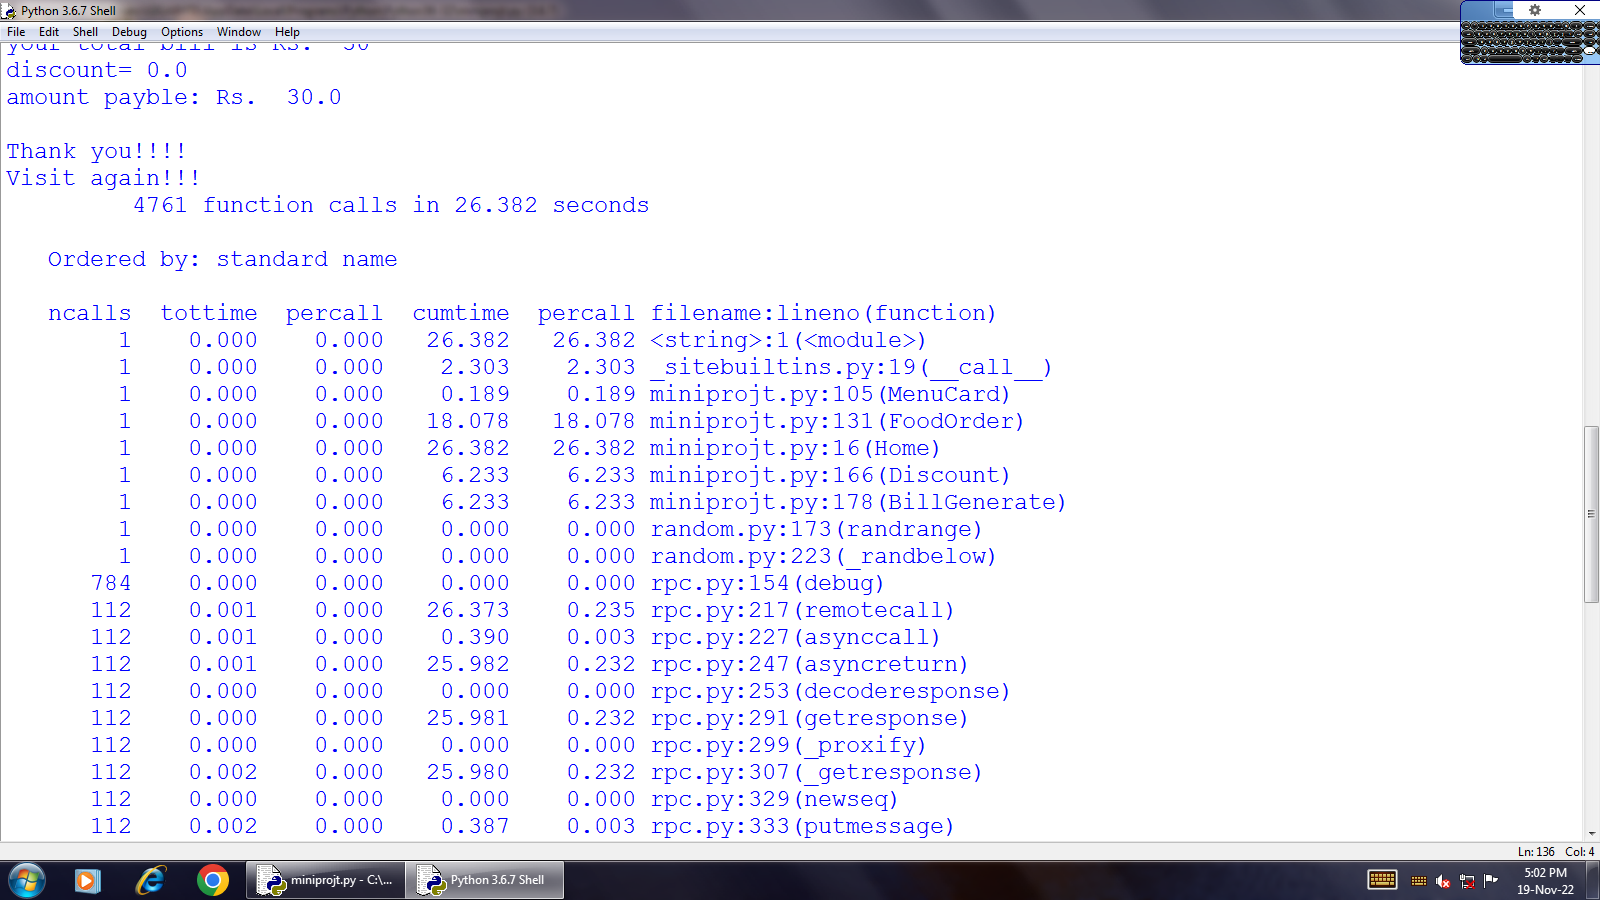 Python 3.6.7 Shell
File Edit Shell Debug Options Window Help
your total bill is Rs.  30
discount= 0.0
amount payble: Rs.  30.0
Thank you!!!!
Visit again!!!
4761 function calls in 26.382 seconds
Ordered by: standard name
ncalls  tottime  percall  cumtime  percall filename:lineno(function)
1    0.000    0.000   26.382   26.382 <string>:1(<module>)
1    0.000    0.000    2.303    2.303 _sitebuiltins.py:19(__call__)
1    0.000    0.000    0.189    0.189 miniprojt.py:105(MenuCard)
1    0.000    0.000   18.078   18.078 miniprojt.py:131(FoodOrder)
1    0.000    0.000   26.382   26.382 miniprojt.py:16(Home)
1    0.000    0.000    6.233    6.233 miniprojt.py:166(Discount)
1    0.000    0.000    6.233    6.233 miniprojt.py:178(BillGenerate)
1    0.000    0.000    0.000    0.000 random.py:173(randrange)
1    0.000    0.000    0.000    0.000 random.py:223(_randbelow)
784    0.000    0.000    0.000    0.000 rpc.py:154(debug)
112    0.001    0.000   26.373    0.235 rpc.py:217(remotecall)
112    0.001    0.000    0.390    0.003 rpc.py:227(asynccall)
112    0.001    0.000   25.982    0.232 rpc.py:247(asyncreturn)
112    0.000    0.000    0.000    0.000 rpc.py:253(decoderesponse)
112    0.000    0.000   25.981    0.232 rpc.py:291(getresponse)
112    0.000    0.000    0.000    0.000 rpc.py:299(_proxify)
112    0.002    0.000   25.980    0.232 rpc.py:307(_getresponse)
112    0.000    0.000    0.000    0.000 rpc.py:329(newseq)
112    0.002    0.000    0.387    0.003 rpc.py:333(putmessage)
Ln: 136 Col: 4
miniprojt.py - C:\...
Python 3.6.7 Shell
5:02 PM
19-Nov-22